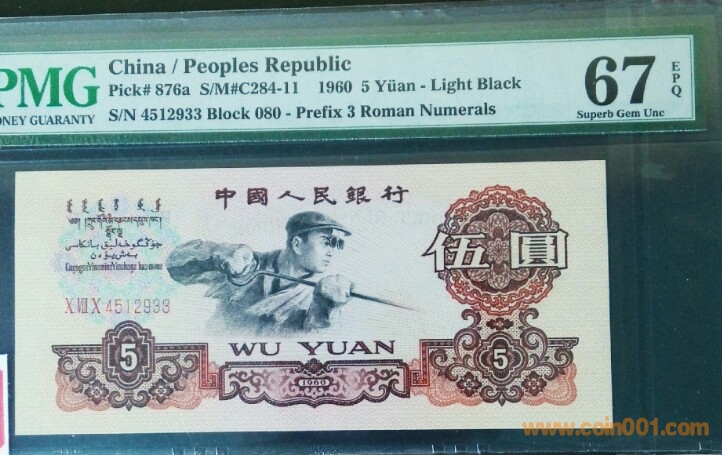 PMG
MONEY GUARANTY
China / Peoples Republic
Pick# 876a S/M#C284-11 1960 5 Yüan - Light Black
S/N 4512933 Block 080 - Prefix 3 Roman Numerals
67 EPQ
Superb Gem Unc
中國人民銀行
伍圓
X VII X 4512933
5
WU YUAN
5
1960
www.coin001.com